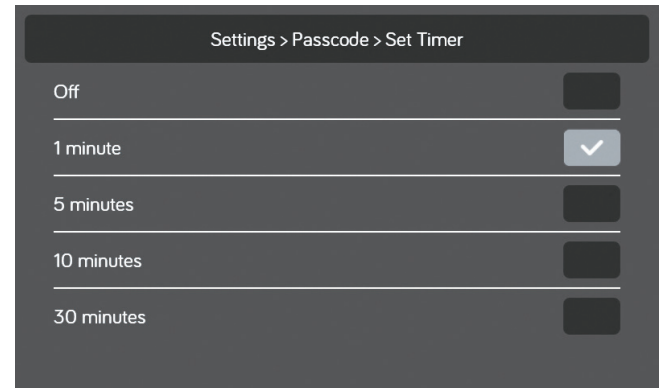 Settings > Passcode > Set Timer
Off
1 minute
5 minutes
10 minutes
30 minutes